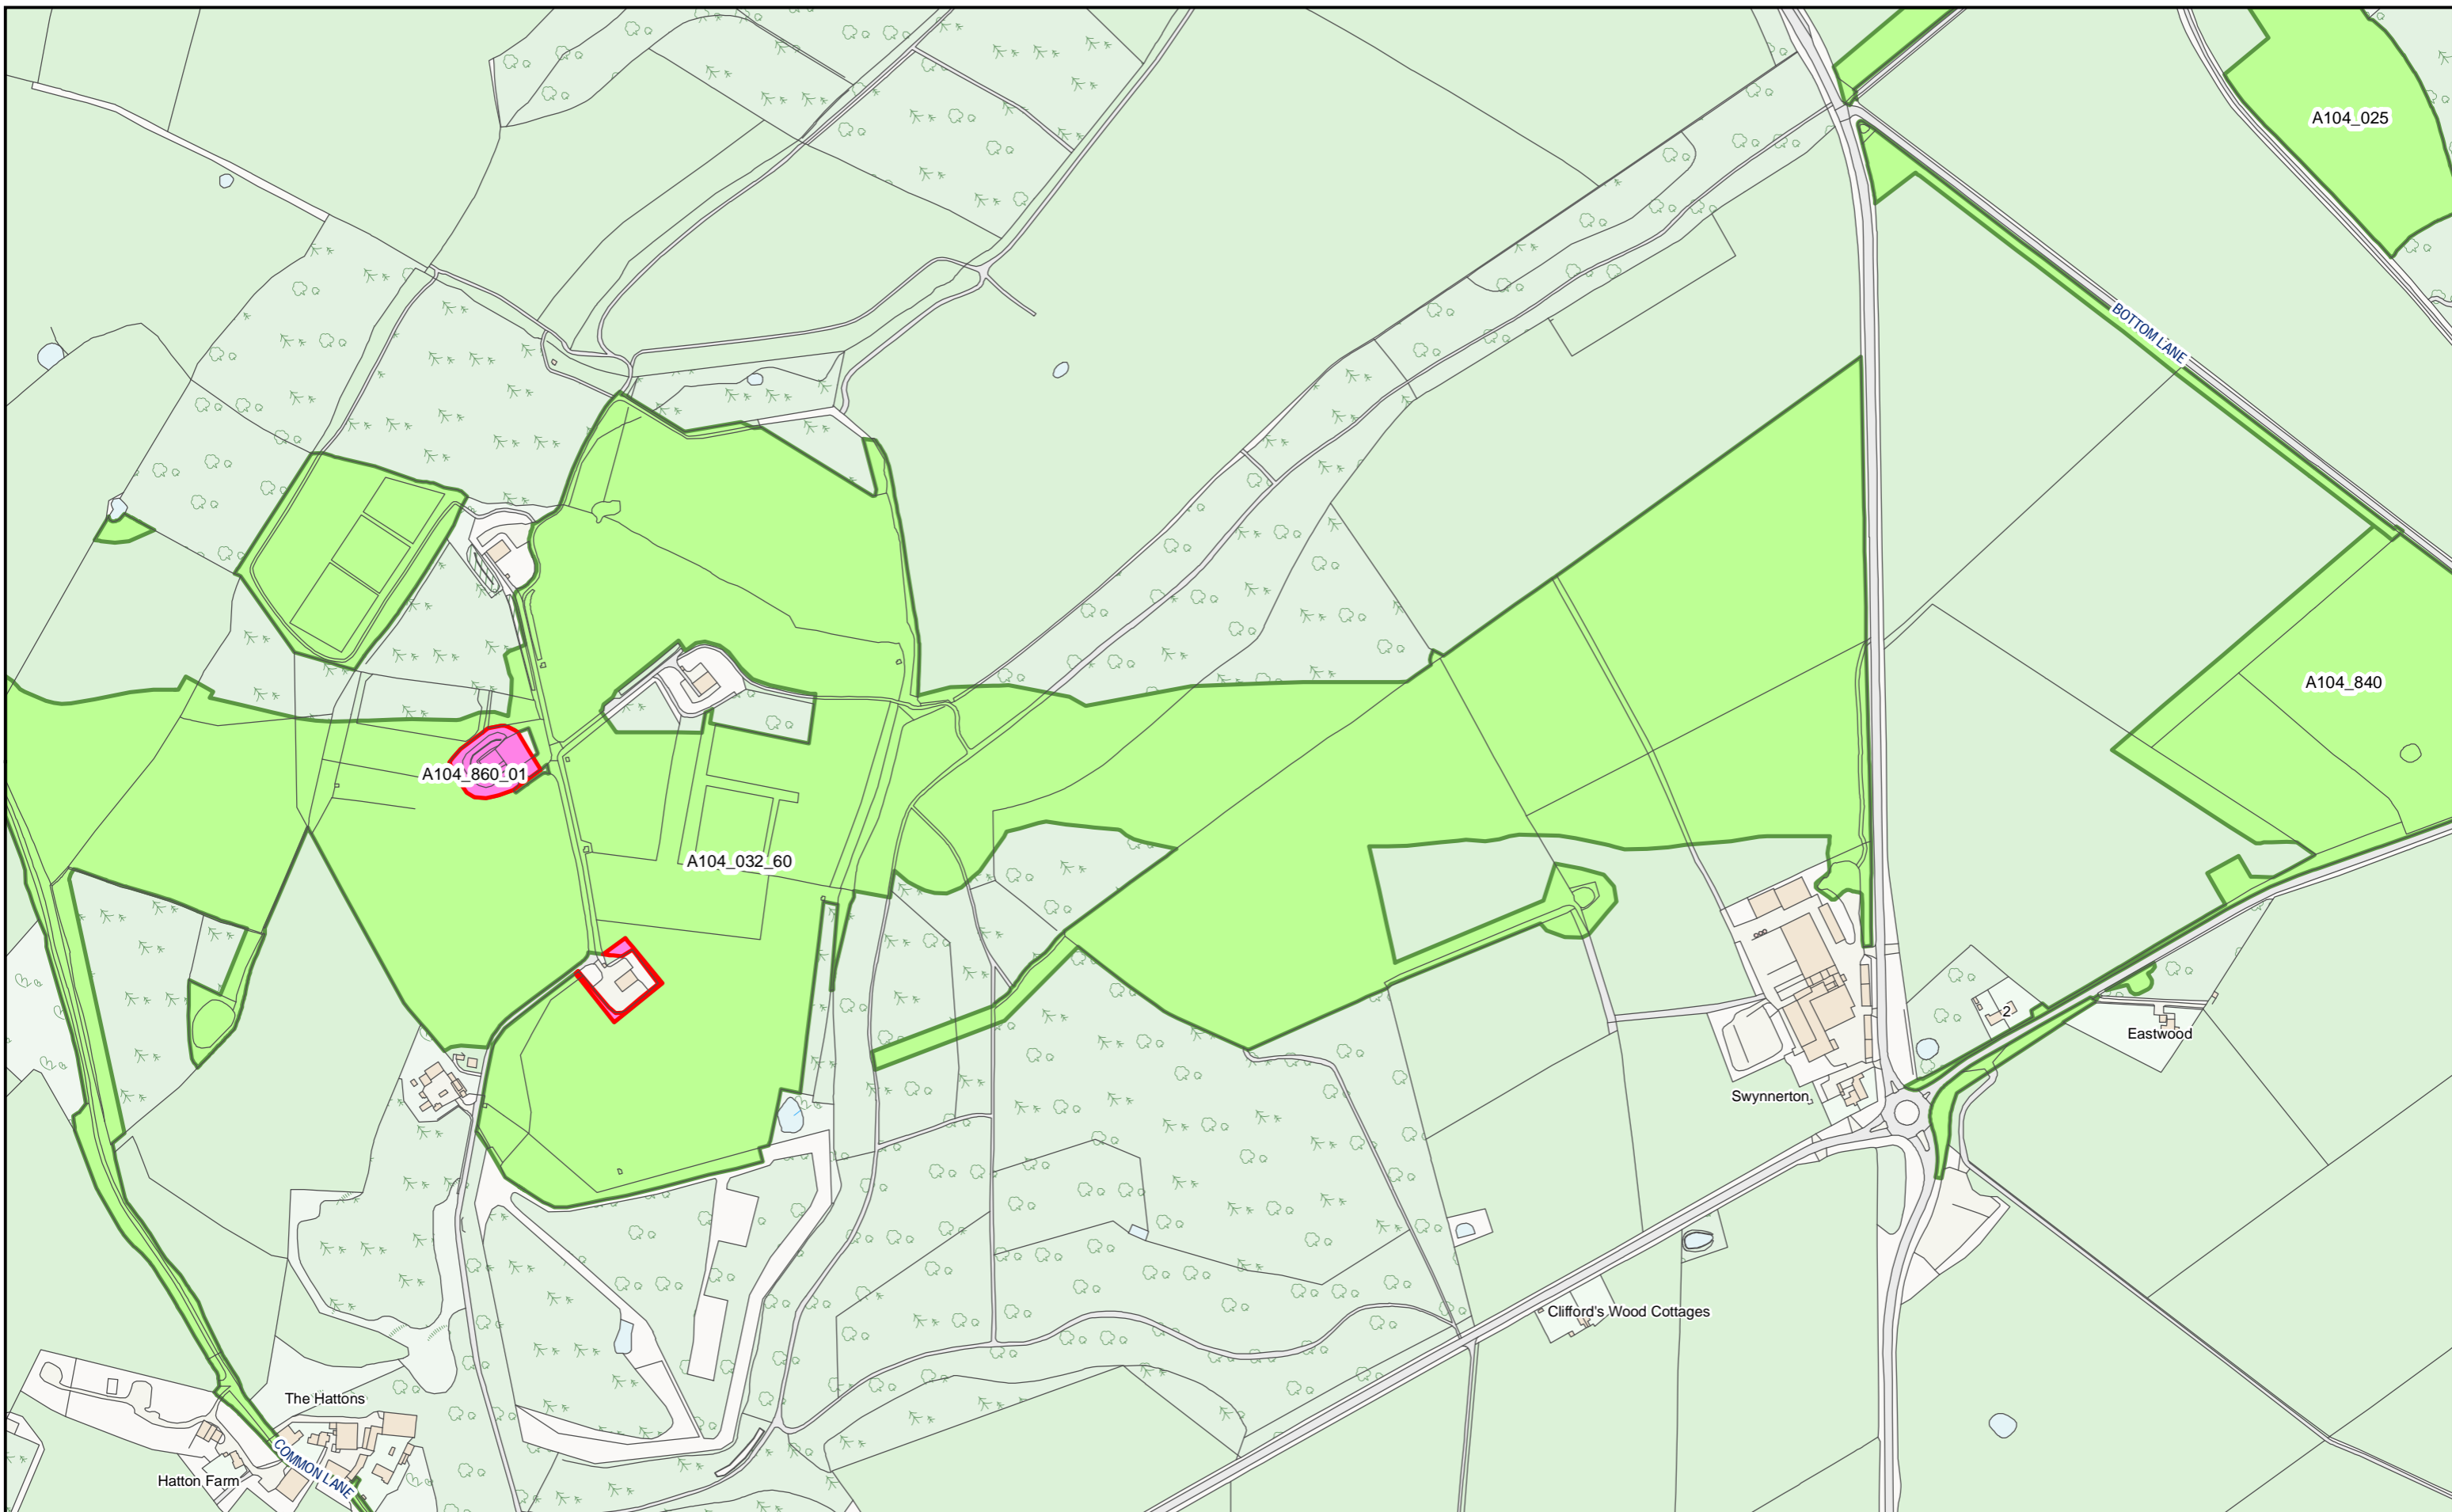 A104_025
BOTTOM LANE
A104_840
A104_860_01
A104_032_60
2
Eastwood
Swynnerton
Clifford's Wood Cottages
The Hattons
Hatton Farm
COMMON LANE